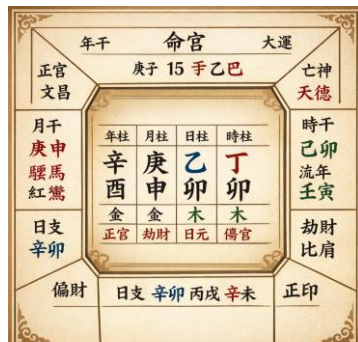 年干 命宮 大運
正官 庚子 15 手乙巳 亡神
文昌 天德
月干
庚申
驛馬
紅鸞
時干
己卯
流年
壬寅
年柱 月柱 日柱 時柱
辛 庚 乙 丁
酉 申 卯 卯
金 金 木 木
正官 劫財 日元 傷官
日支
辛卯
劫財
比肩
偏財 日支 辛卯 丙戌 辛未 正印